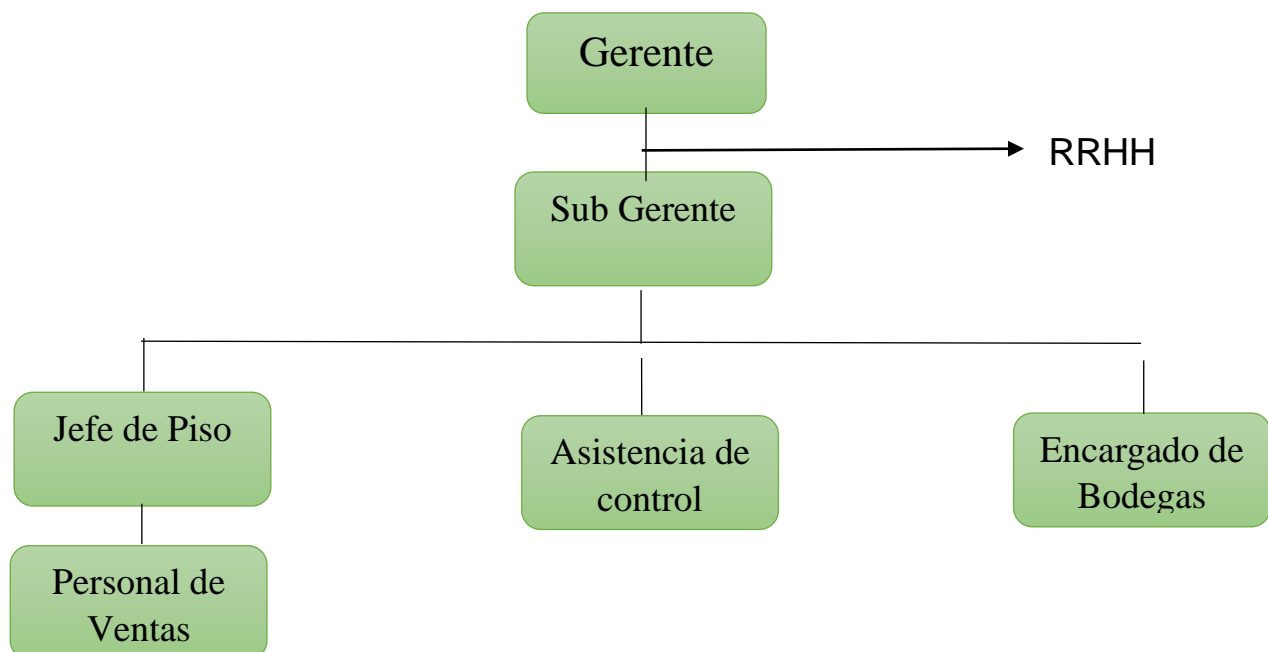 Gerente
RRHH
Sub Gerente
Jefe de Piso
Asistencia de
control
Encargado de
Bodegas
Personal de
Ventas